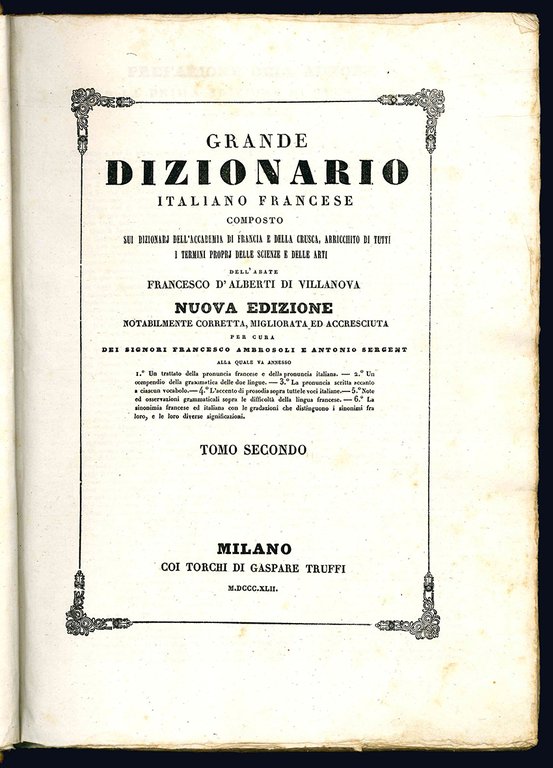 GRANDE
DIZIONARIO
ITALIANO FRANCESE
COMPOSTO
SUI DIZIONARJ DELL'ACCADEMIA DI FRANCIA E DELLA CRUSCA, ARRICCHITO DI TUTTI
I TERMINI PROPRJ DELLE SCIENZE E DELLE ARTI
DELL'ABATE
FRANCESCO D'ALBERTI DI VILLANOVA
NUOVA EDIZIONE
NOTABILMENTE CORRETTA, MIGLIORATA ED ACCRESCIUTA
PER CURA
DEI SIGNORI FRANCESCO AMBROSOLI E ANTONIO SERGENT
ALLA QUALE VA ANNESSO
1.° Un trattato della pronuncia francese e della pronuncia italiana. — 2.° Un
compendio della grammatica delle due lingue. — 3.° La pronuncia scritta accanto
a ciascun vocabolo. — 4.° L'accento di prosodia sopra tutte le voci italiane. — 5.° Note
ed osservazioni grammaticali sopra le difficoltà della lingua francese. — 6.° La
sinonimia francese ed italiana con le gradazioni che distinguono i sinonimi fra
loro, e le loro diverse significazioni.
TOMO SECONDO
MILANO
COI TORCHI DI GASPARE TRUFFI
M.DCCC.XLII.